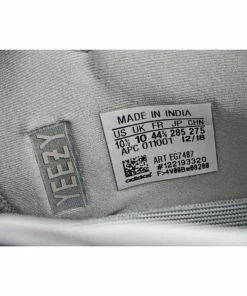 YEEZY
MADE IN INDIA
US UK FR JP CHN
10½ 10 44⅔ 285 275
APC 011001 12/18
ART EG7487
#122193320
adidas